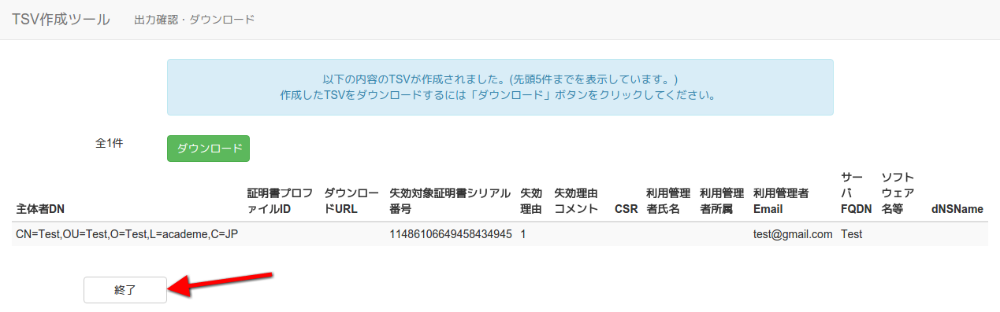 TSV作成ツール 出力確認・ダウンロード
以下の内容のTSVが作成されました。(先頭5件までを表示しています。)
作成したTSVをダウンロードするには「ダウンロード」ボタンをクリックしてください。
全1件 ダウンロード
主体者DN 証明書プロファイルID ダウンロードURL 失効対象証明書シリアル番号 失効理由 失効理由コメント CSR 利用管理者氏名 利用管理者所属 利用管理者Email サーバFQDN ソフトウェア名等 dNSName
CN=Test,OU=Test,O=Test,L=academe,C=JP 11486106649458434945 1 test@gmail.com Test
終了